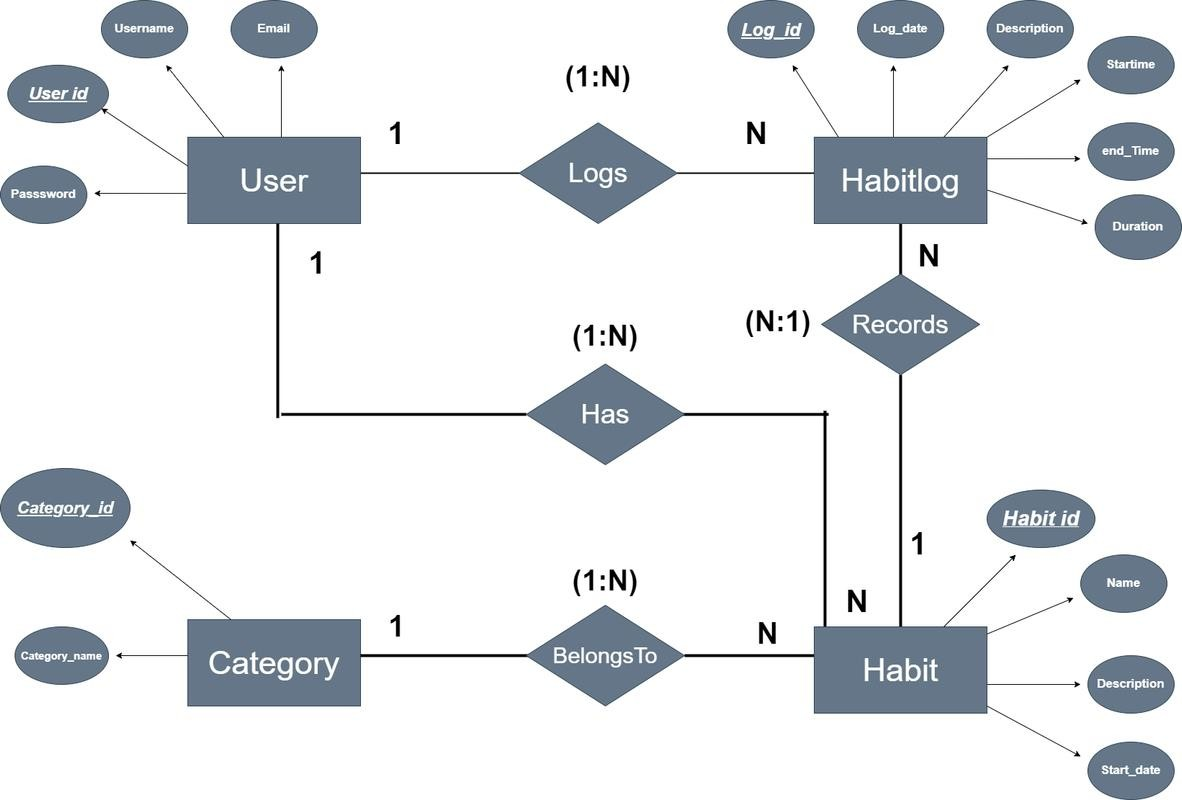 Username
Email
Log_id
Log_date
Description
Startime
User id
(1:N)
1
N
end_Time
Passsword
User
Logs
Habitlog
Duration
1
N
(N:1)
Records
(1:N)
Has
Category_id
Habit id
1
Name
(1:N)
N
1
N
Category_name
Category
BelongsTo
Habit
Description
Start_date